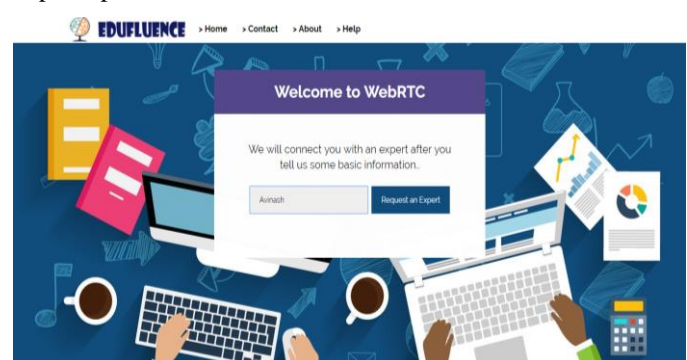 EDUFLUENCE > Home > Contact > About > Help
Welcome to WebRTC
We will connect you with an expert after you
tell us some basic information..
Avinash Request an Expert